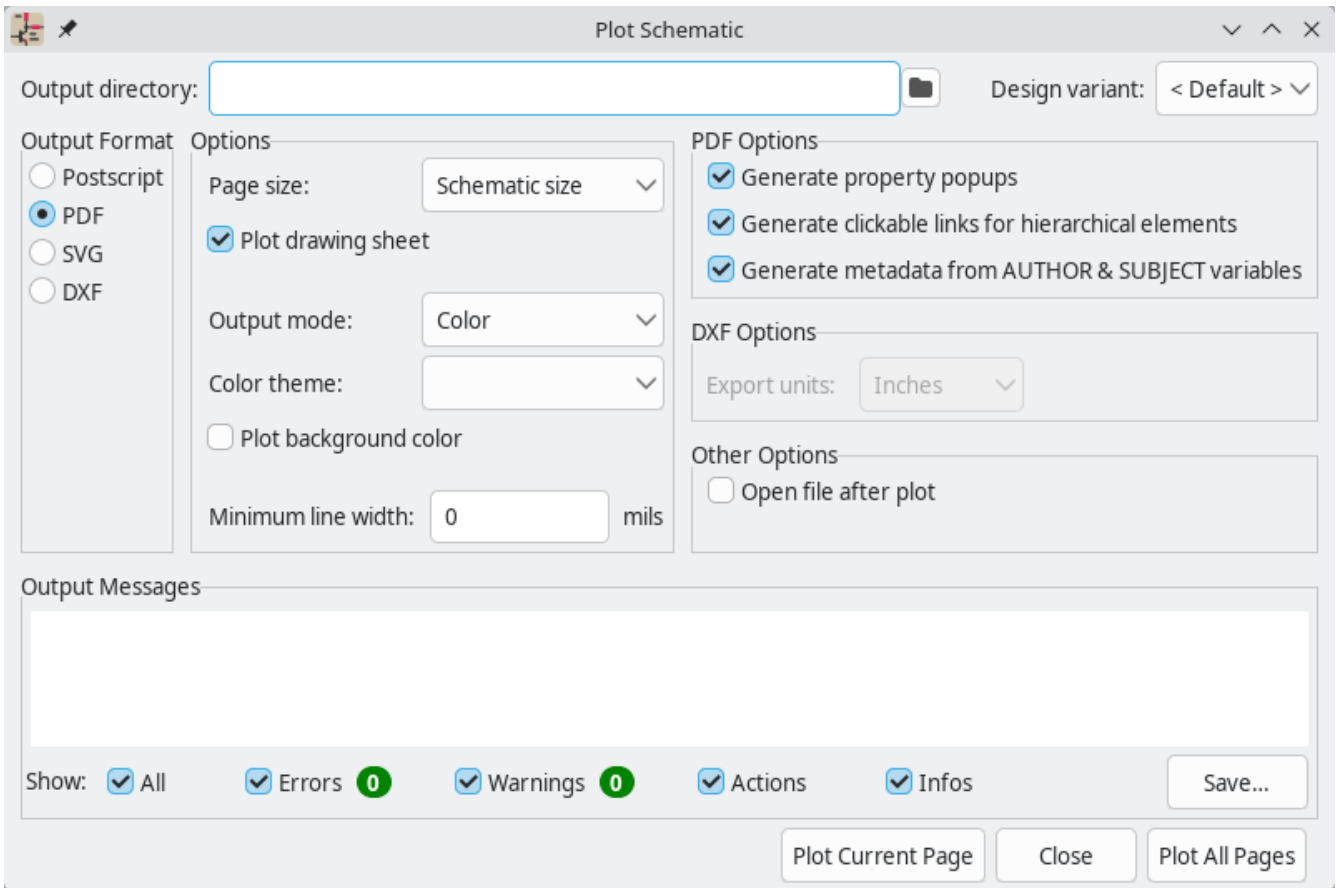 Plot Schematic
Output directory:
Design variant: < Default >
Output Format
Postscript
PDF
SVG
DXF
Options
Page size: Schematic size
Plot drawing sheet
Output mode: Color
Color theme:
Plot background color
Minimum line width: 0 mils
PDF Options
Generate property popups
Generate clickable links for hierarchical elements
Generate metadata from AUTHOR & SUBJECT variables
DXF Options
Export units: Inches
Other Options
Open file after plot
Output Messages
Show: All Errors 0 Warnings 0 Actions Infos Save...
Plot Current Page Close Plot All Pages